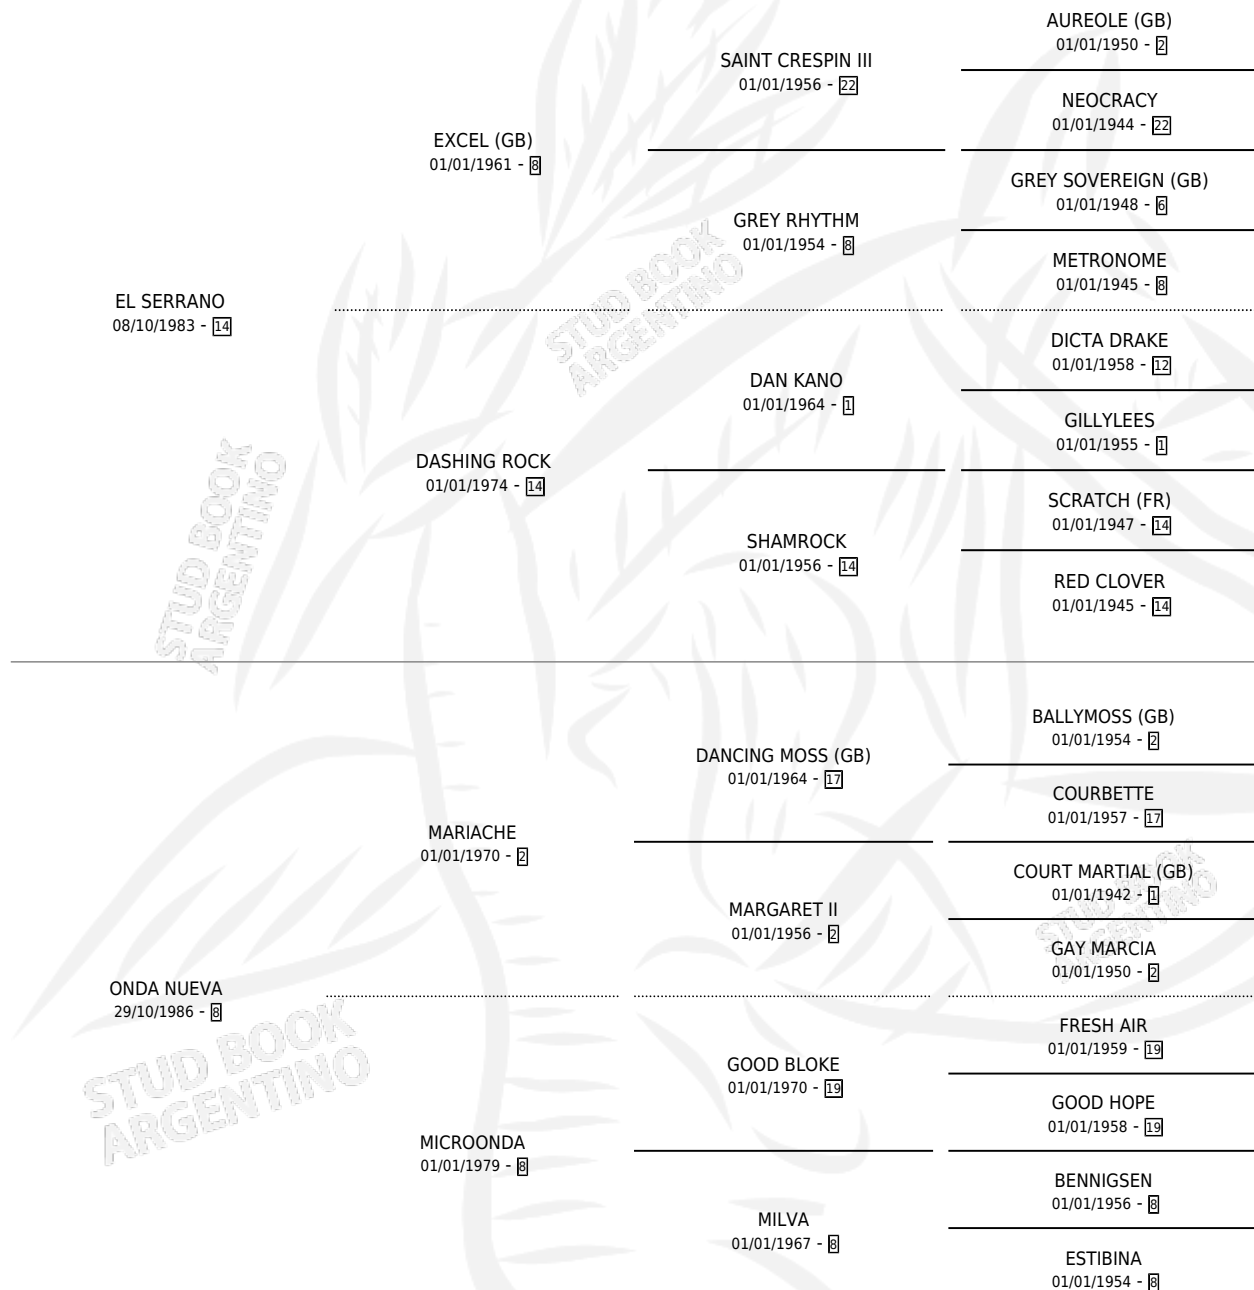 AUREOLE (GB)
01/01/1950 - 2
SAINT CRESPIN III
01/01/1956 - 22
NEOCRACY
01/01/1944 - 22
EXCEL (GB)
01/01/1961 - 8
GREY SOVEREIGN (GB)
01/01/1948 - 6
GREY RHYTHM
01/01/1954 - 8
METRONOME
01/01/1945 - 8
EL SERRANO
08/10/1983 - 14
DICTA DRAKE
01/01/1958 - 12
DAN KANO
01/01/1964 - 1
GILLYLEES
01/01/1955 - 1
DASHING ROCK
01/01/1974 - 14
SCRATCH (FR)
01/01/1947 - 14
SHAMROCK
01/01/1956 - 14
RED CLOVER
01/01/1945 - 14
BALLYMOSS (GB)
01/01/1954 - 2
DANCING MOSS (GB)
01/01/1964 - 17
COURBETTE
01/01/1957 - 17
MARIACHE
01/01/1970 - 2
COURT MARTIAL (GB)
01/01/1942 - 1
MARGARET II
01/01/1956 - 2
GAY MARCIA
01/01/1950 - 2
ONDA NUEVA
29/10/1986 - 8
FRESH AIR
01/01/1959 - 19
GOOD BLOKE
01/01/1970 - 19
GOOD HOPE
01/01/1958 - 19
MICROONDA
01/01/1979 - 8
BENNIGSEN
01/01/1956 - 8
MILVA
01/01/1967 - 8
ESTIBINA
01/01/1954 - 8
STUD BOOK
ARGENTINO
STUD BOOK
ARGENTINO
STUD BOOK
ARGENTINO
STUD BOOK
ARGENTINO